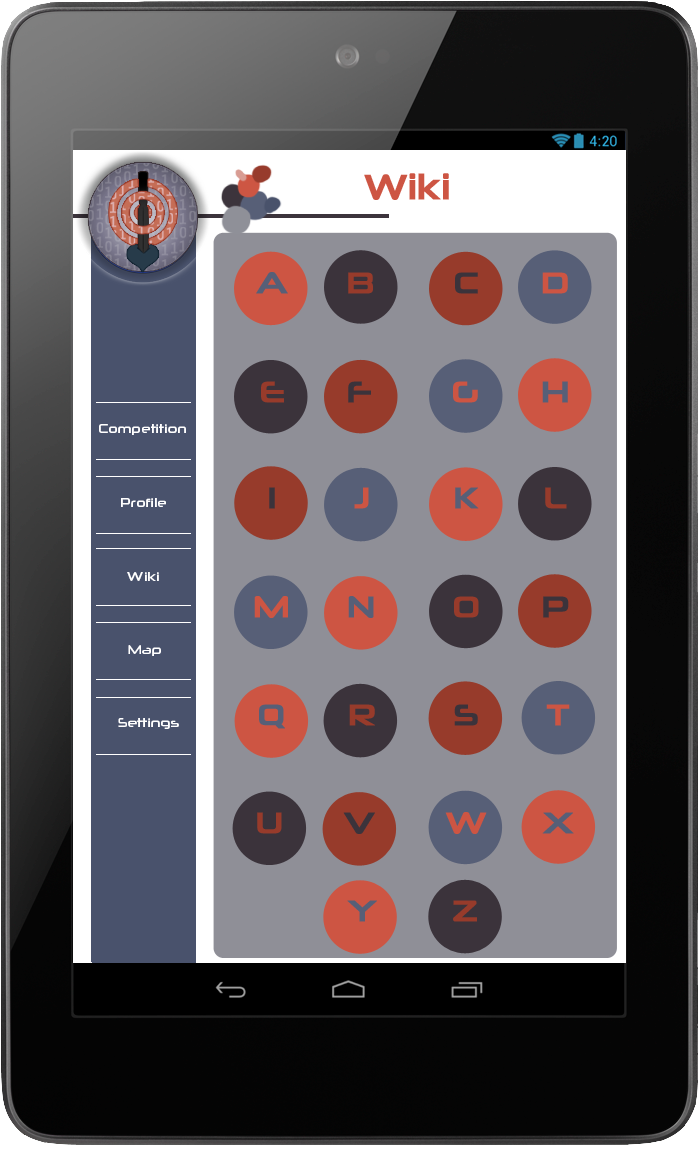 4:20
Wiki
Competition
Profile
Wiki
Map
Settings
A B C D
E F G H
I J K L
M N O P
Q R S T
U V W X
Y Z